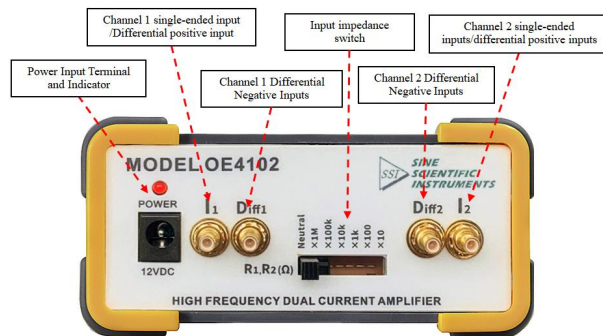 Channel 1 single-ended input
/Differential positive input
Input impedance
switch
Channel 2 single-ended
inputs/differential positive inputs
Power Input Terminal
and Indicator
Channel 1 Differential
Negative Inputs
Channel 2 Differential
Negative Inputs
MODEL OE4102
SSI
SINE
SCIENTIFIC
INSTRUMENTS
POWER
I1
Diff1
Neutral
×1M
×100k
×10k
×1k
×100
×10
Diff2
I2
12VDC
R1,R2(Ω)
HIGH FREQUENCY DUAL CURRENT AMPLIFIER